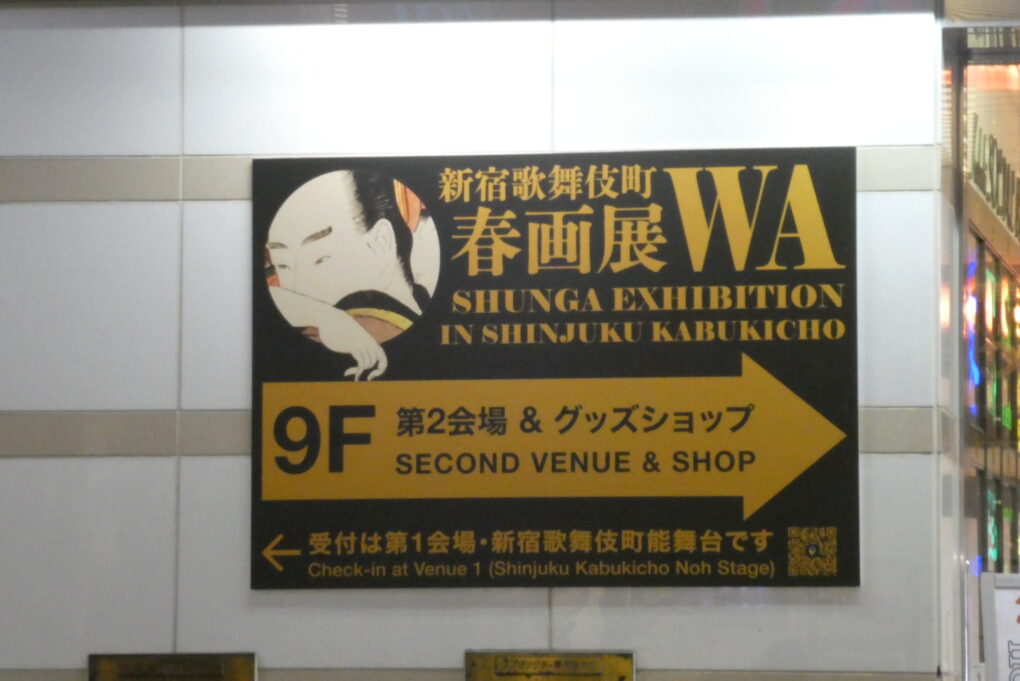 新宿歌舞伎町
春画展 WA
SHUNGA EXHIBITION
IN SHINJUKU KABUKICHO
9F
第2会場 & グッズショップ
SECOND VENUE & SHOP
← 受付は第1会場・新宿歌舞伎町能舞台です
Check-in at Venue 1 (Shinjuku Kabukicho Noh Stage)